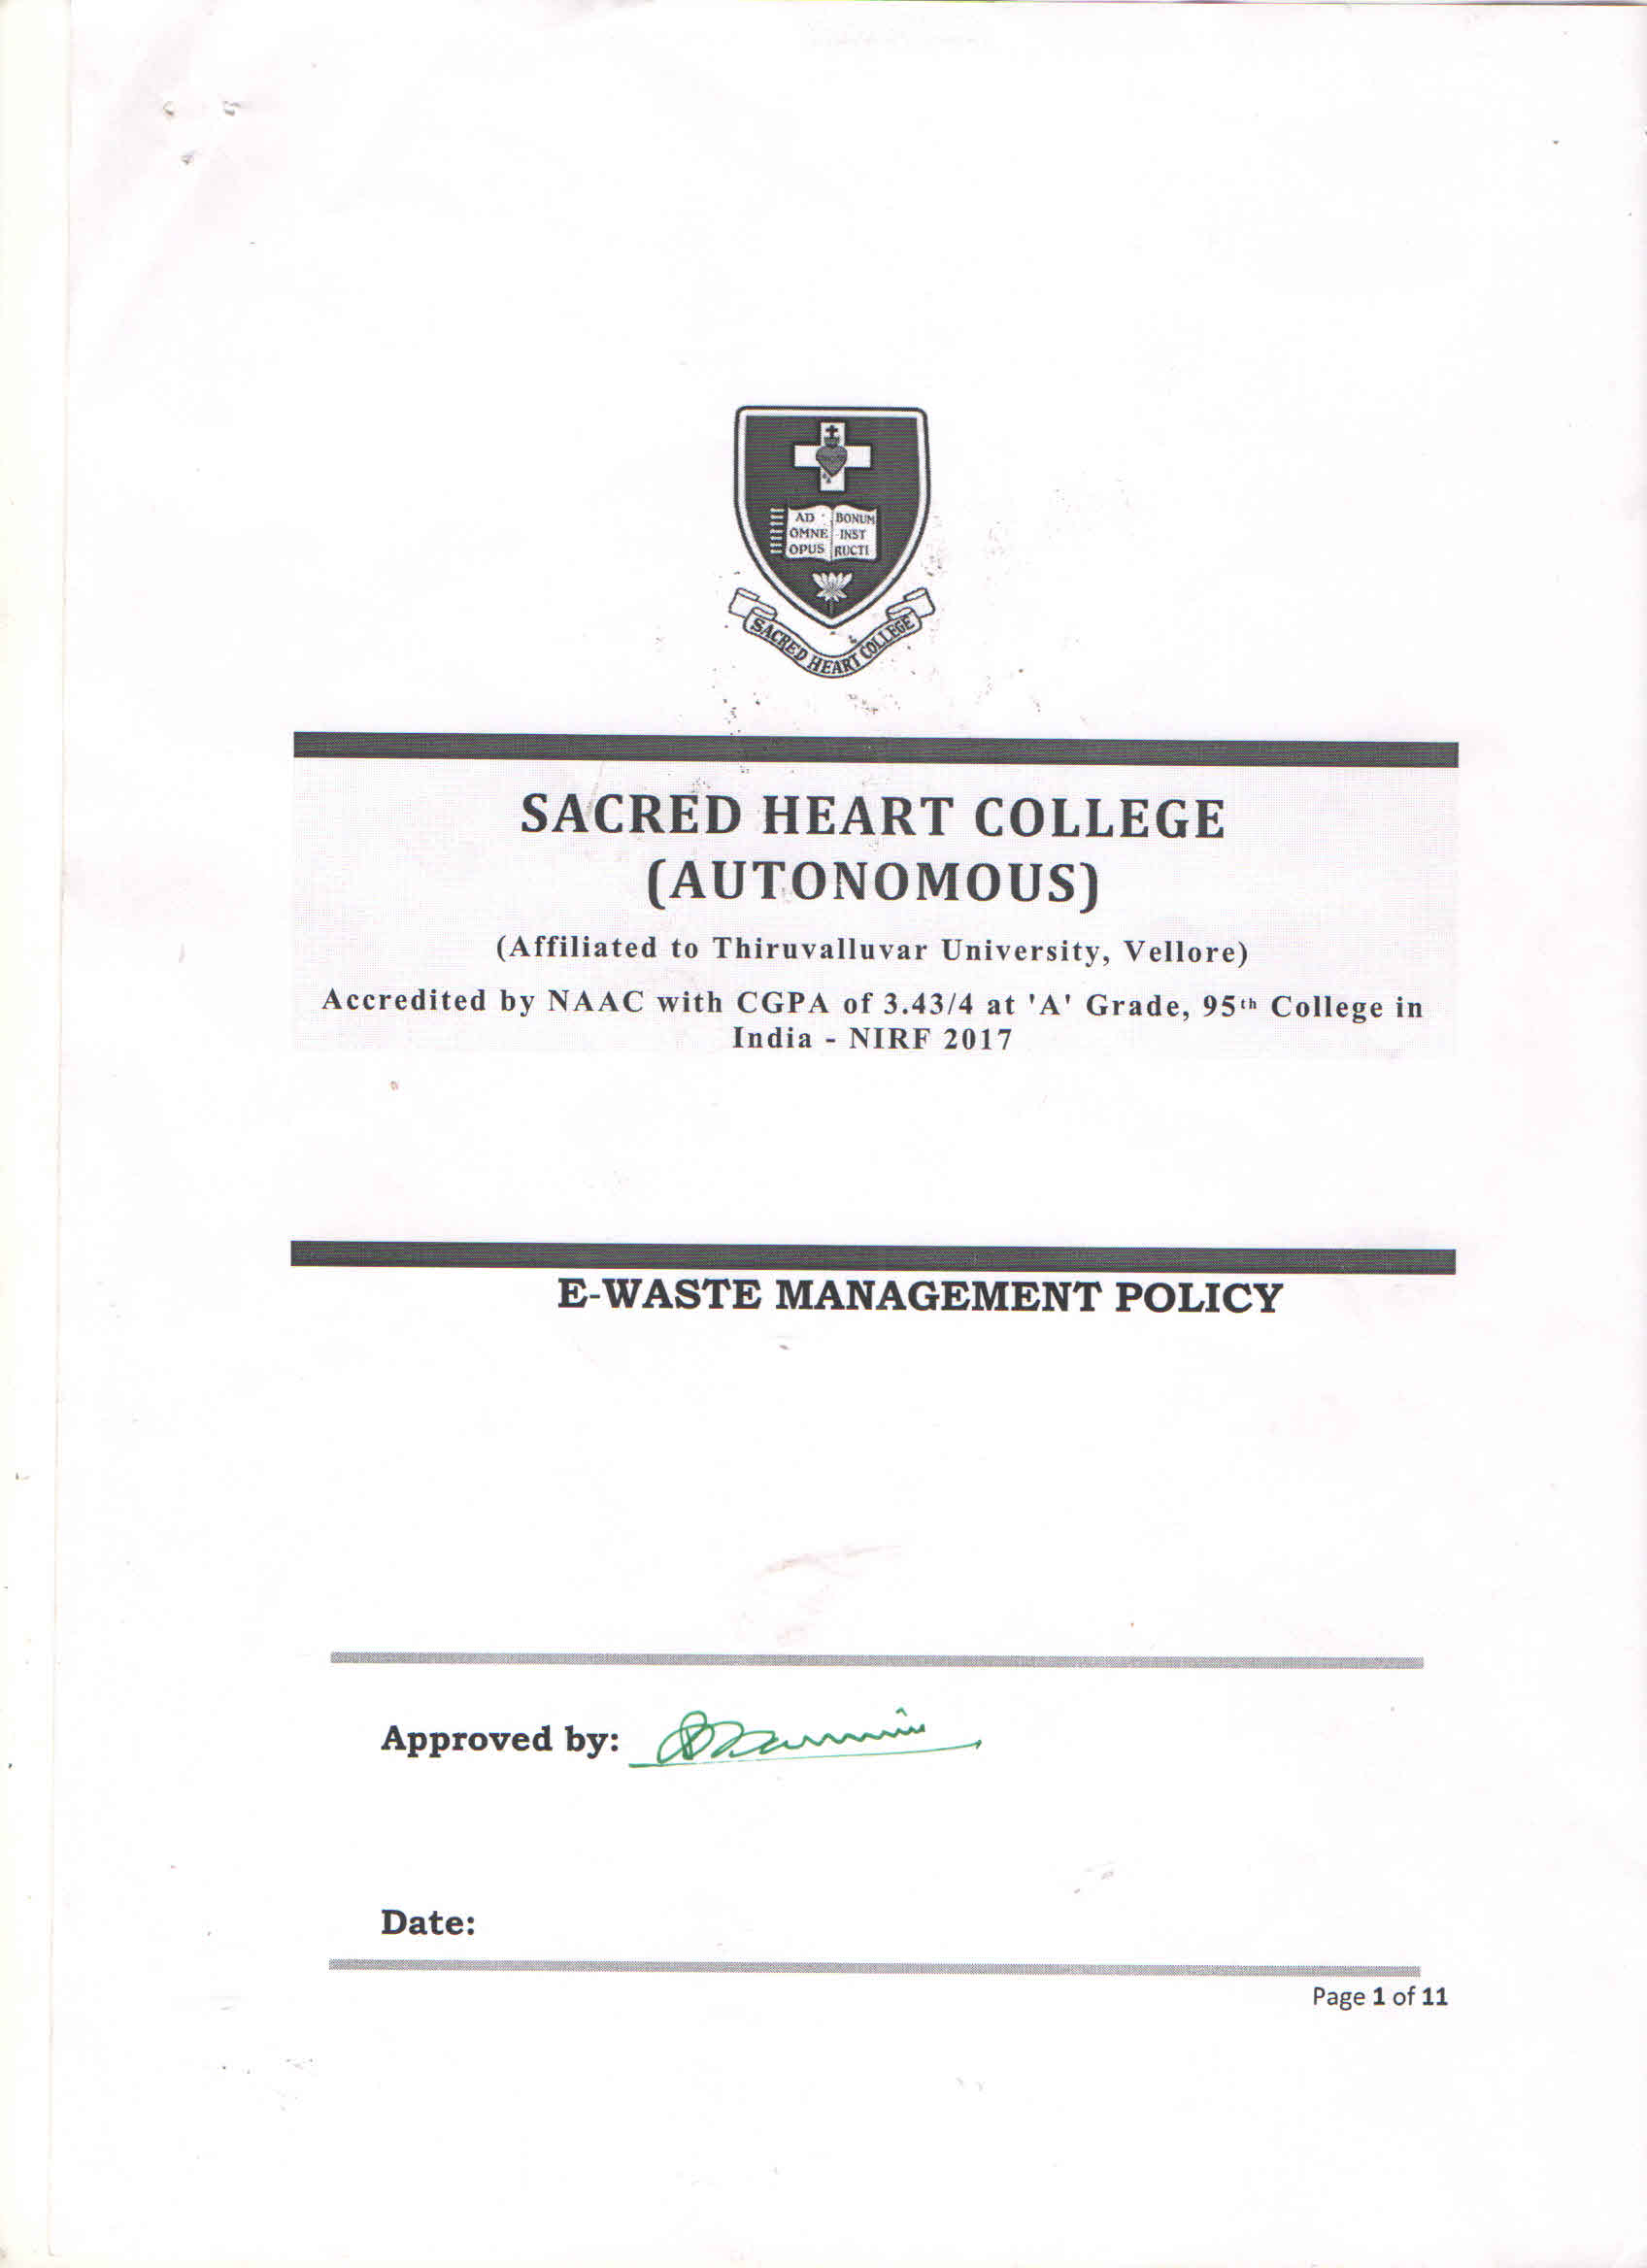 AD BONUM
OMNE INST
OPUS RUCTI
SACRED HEART COLLEGE
SACRED HEART COLLEGE
(AUTONOMOUS)
(Affiliated to Thiruvalluvar University, Vellore)
Accredited by NAAC with CGPA of 3.43/4 at 'A' Grade, 95th College in
India - NIRF 2017
E-WASTE MANAGEMENT POLICY
Approved by:
Date:
Page 1 of 11